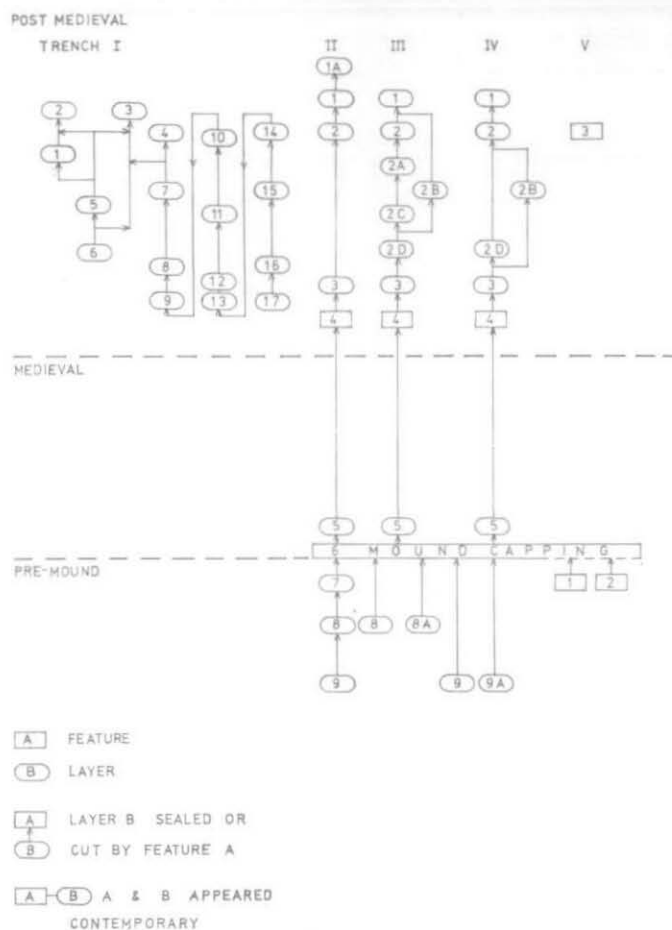 POST MEDIEVAL
TRENCH I II III IV V
1A
2 3 1 1 1
4 10 14 2 2 2 3
1
7 15 2A
5 2B 2B
11 2C
6 2D 2D
8 16
9 12 3 3 3
13 17
4 4 4
MEDIEVAL
5 5 5
6 MOUND CAPPING
PRE-MOUND
7 1 2
8 8 8A
9 9 9A
A FEATURE
B LAYER
A LAYER B SEALED OR
B CUT BY FEATURE A
A B A & B APPEARED
CONTEMPORARY